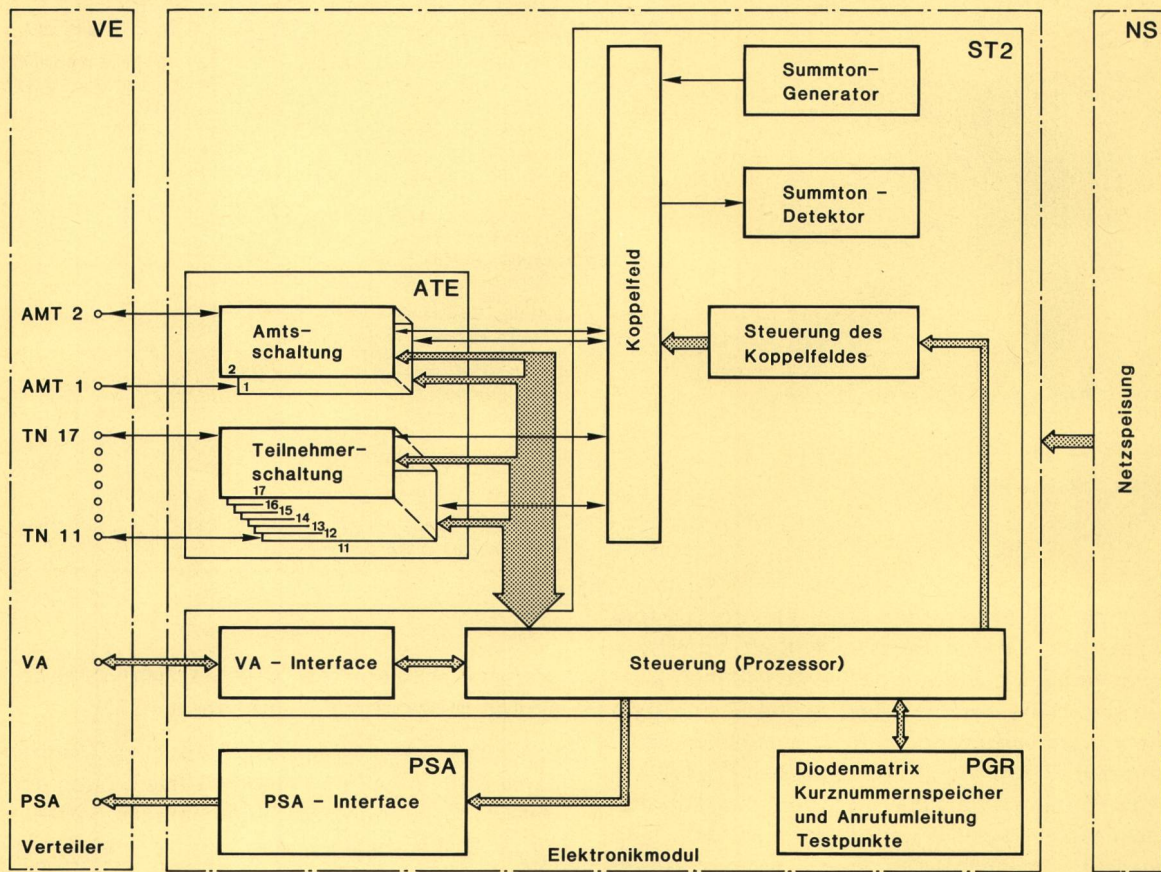 VE
NS
ST2
Summton-
Generator
Summton -
Detektor
Koppelfeld
ATE
AMT 2
Amts-
schaltung
2
1
AMT 1
Steuerung des
Koppelfeldes
TN 17
Teilnehmer-
schaltung
17
16
15
14
13
12
11
TN 11
Netzspeisung
VA
VA - Interface
Steuerung (Prozessor)
PSA
PSA
PSA - Interface
PGR
Diodenmatrix
Kurznummernspeicher
und Anrufumleitung
Testpunkte
Verteiler
Elektronikmodul